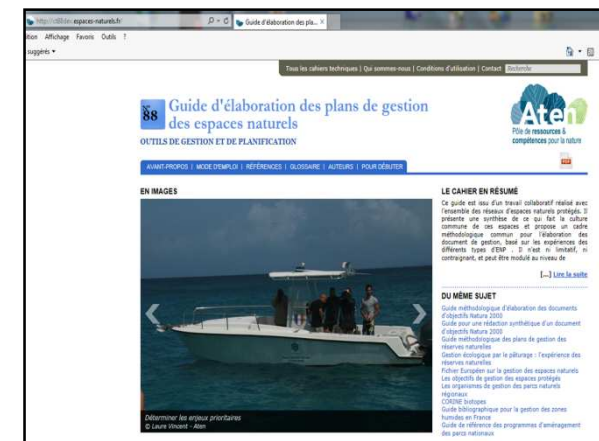 http://ct88dev.espaces-naturels.fr/
Guide d'élaboration des pla...
Affichage Favoris Outils ?
suggérés
Tous les cahiers techniques | Qui sommes-nous | Conditions d'utilisation | Contact Recherche
N° 88
Guide d'élaboration des plans de gestion
des espaces naturels
OUTILS DE GESTION ET DE PLANIFICATION
Aten
Pôle de ressources &
compétences pour la nature
AVANT-PROPOS | MODE D'EMPLOI | RÉFÉRENCES | GLOSSAIRE | AUTEURS | POUR DÉBUTER
EN IMAGES
Déterminer les enjeux prioritaires
© Laure Vincent - Aten
LE CAHIER EN RÉSUMÉ
Ce guide est issu d'un travail collaboratif réalisé avec
l'ensemble des réseaux d'espaces naturels protégés. Il
présente une synthèse de ce qui fait la culture
commune de ces espaces et propose un cadre
méthodologique commun pour l'élaboration des
document de gestion, basé sur les expériences des
différents types d'ENP . Il n'est ni limitatif, ni
contraignant, et peut être modulé au niveau de
[...] Lire la suite
DU MÊME SUJET
Guide méthodologique d'élaboration des documents
d'objectifs Natura 2000
Guide pour une rédaction synthétique d'un document
d'objectifs Natura 2000
Guide méthodologique des plans de gestion des
réserves naturelles
Gestion écologique par le pâturage : l'expérience des
réserves naturelles
Fichier Européen sur la gestion des espaces naturels
Les objectifs de gestion des espaces protégés
Les organismes de gestion des parcs naturels
régionaux
CORINE biotopes
Guide bibliographique pour la gestion des zones
humides en France
Guide de référence des programmes d'aménagement
des parcs nationaux